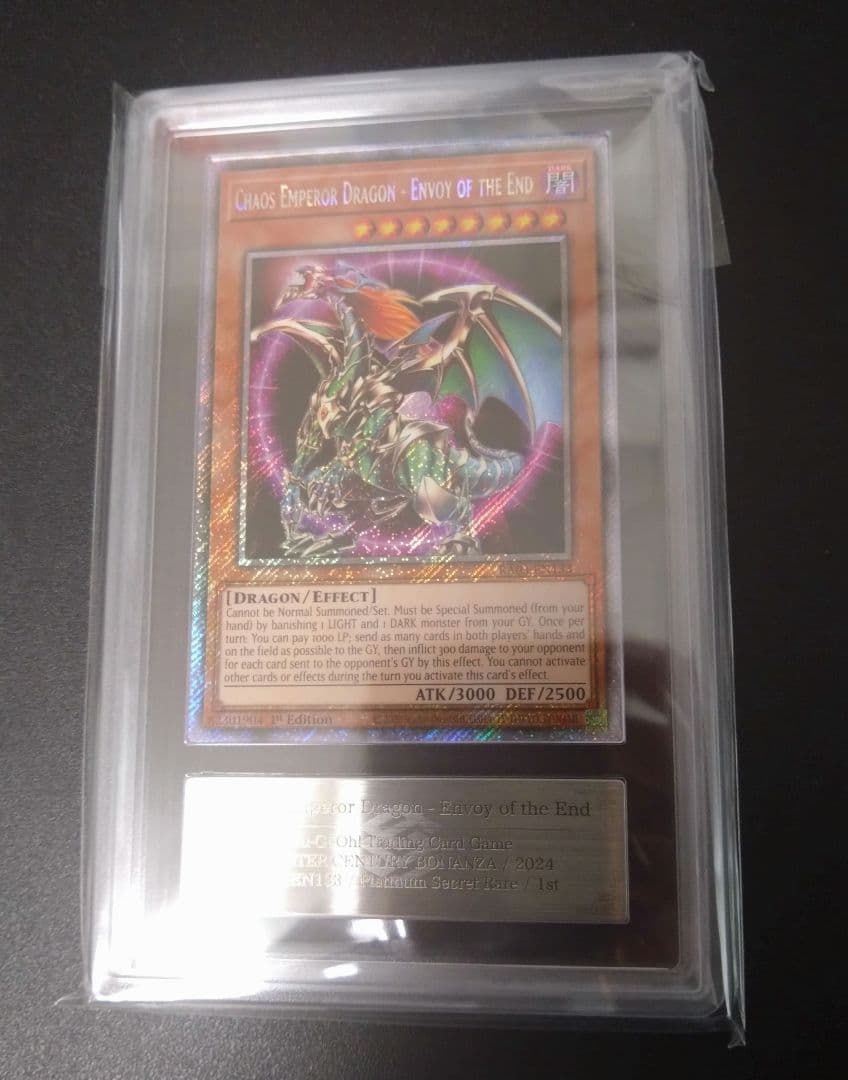 CHAOS EMPEROR DRAGON - ENVOY OF THE END
DARK
闇
[DRAGON/EFFECT]
Cannot be Normal Summoned/Set. Must be Special Summoned (from your
hand) by banishing 1 LIGHT and 1 DARK monster from your GY. Once per
turn: You can pay 1000 LP; send as many cards in both players' hands and
on the field as possible to the GY, then inflict 300 damage to your opponent
for each card sent to the opponent's GY by this effect. You cannot activate
other cards or effects during the turn you activate this card's effect.
ATK/3000 DEF/2500
1st Edition
Dragon - Envoy of the End
Trading Card Game
CENTURY BONANZA / 2024
EN133 / Platinum Secret Rare / 1st